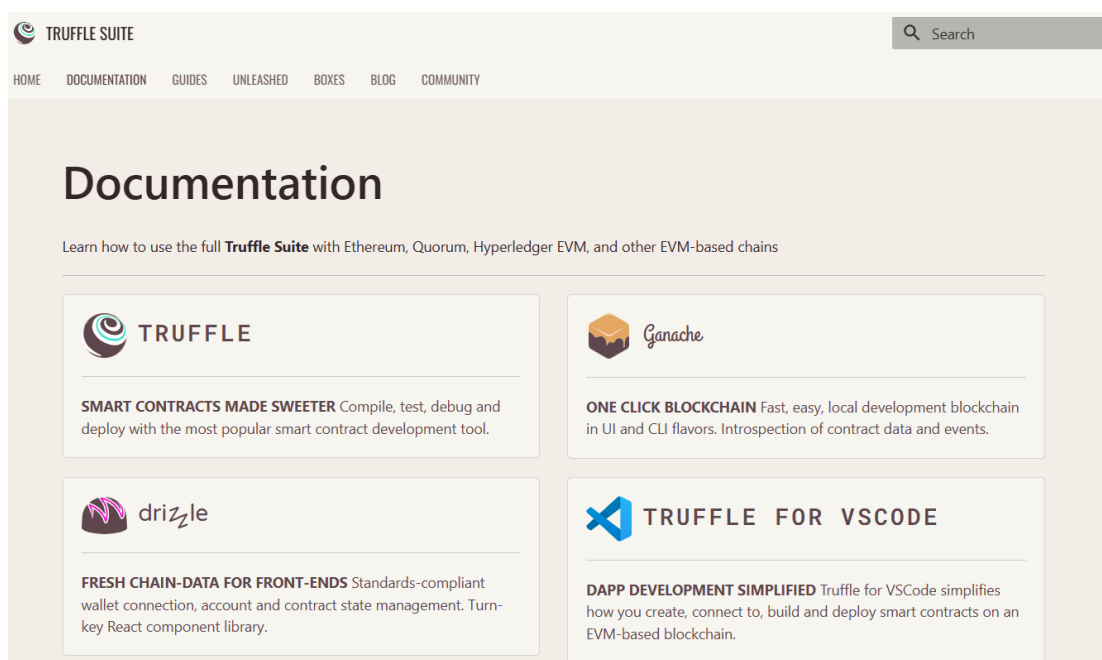 TRUFFLE SUITE
Search
HOME DOCUMENTATION GUIDES UNLEASHED BOXES BLOG COMMUNITY
Documentation
Learn how to use the full Truffle Suite with Ethereum, Quorum, Hyperledger EVM, and other EVM-based chains
TRUFFLE
SMART CONTRACTS MADE SWEETER Compile, test, debug and
deploy with the most popular smart contract development tool.
Ganache
ONE CLICK BLOCKCHAIN Fast, easy, local development blockchain
in UI and CLI flavors. Introspection of contract data and events.
drizzle
FRESH CHAIN-DATA FOR FRONT-ENDS Standards-compliant
wallet connection, account and contract state management. Turn-
key React component library.
TRUFFLE FOR VSCODE
DAPP DEVELOPMENT SIMPLIFIED Truffle for VSCode simplifies
how you create, connect to, build and deploy smart contracts on an
EVM-based blockchain.